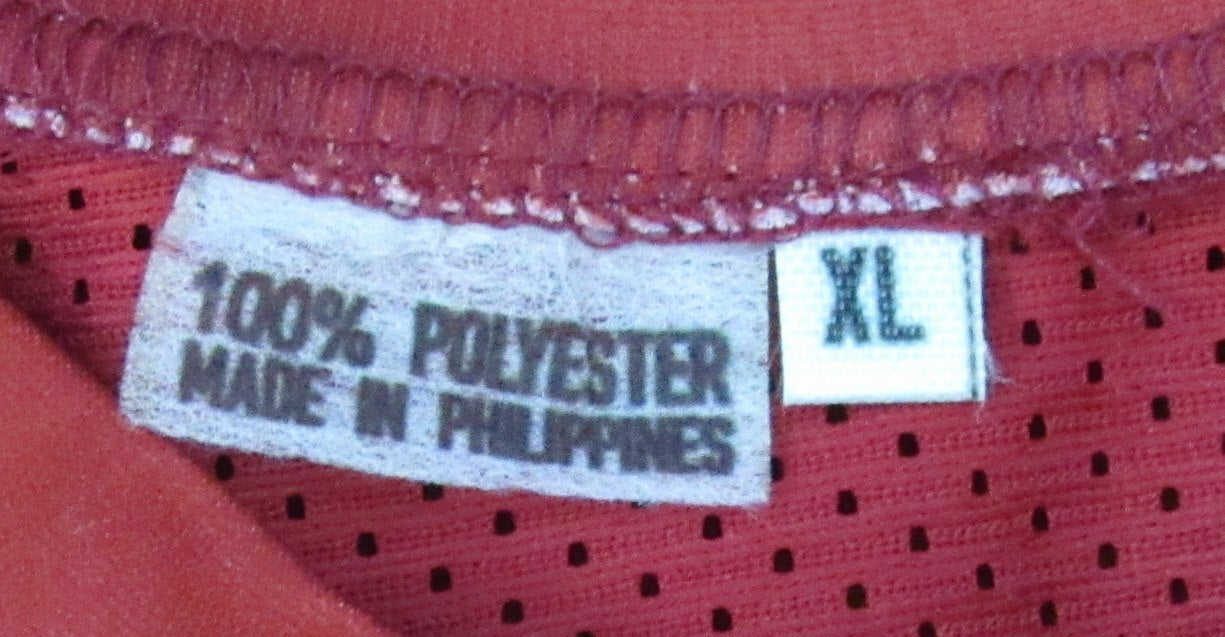 100% POLYESTER
MADE IN PHILIPPINES
XL